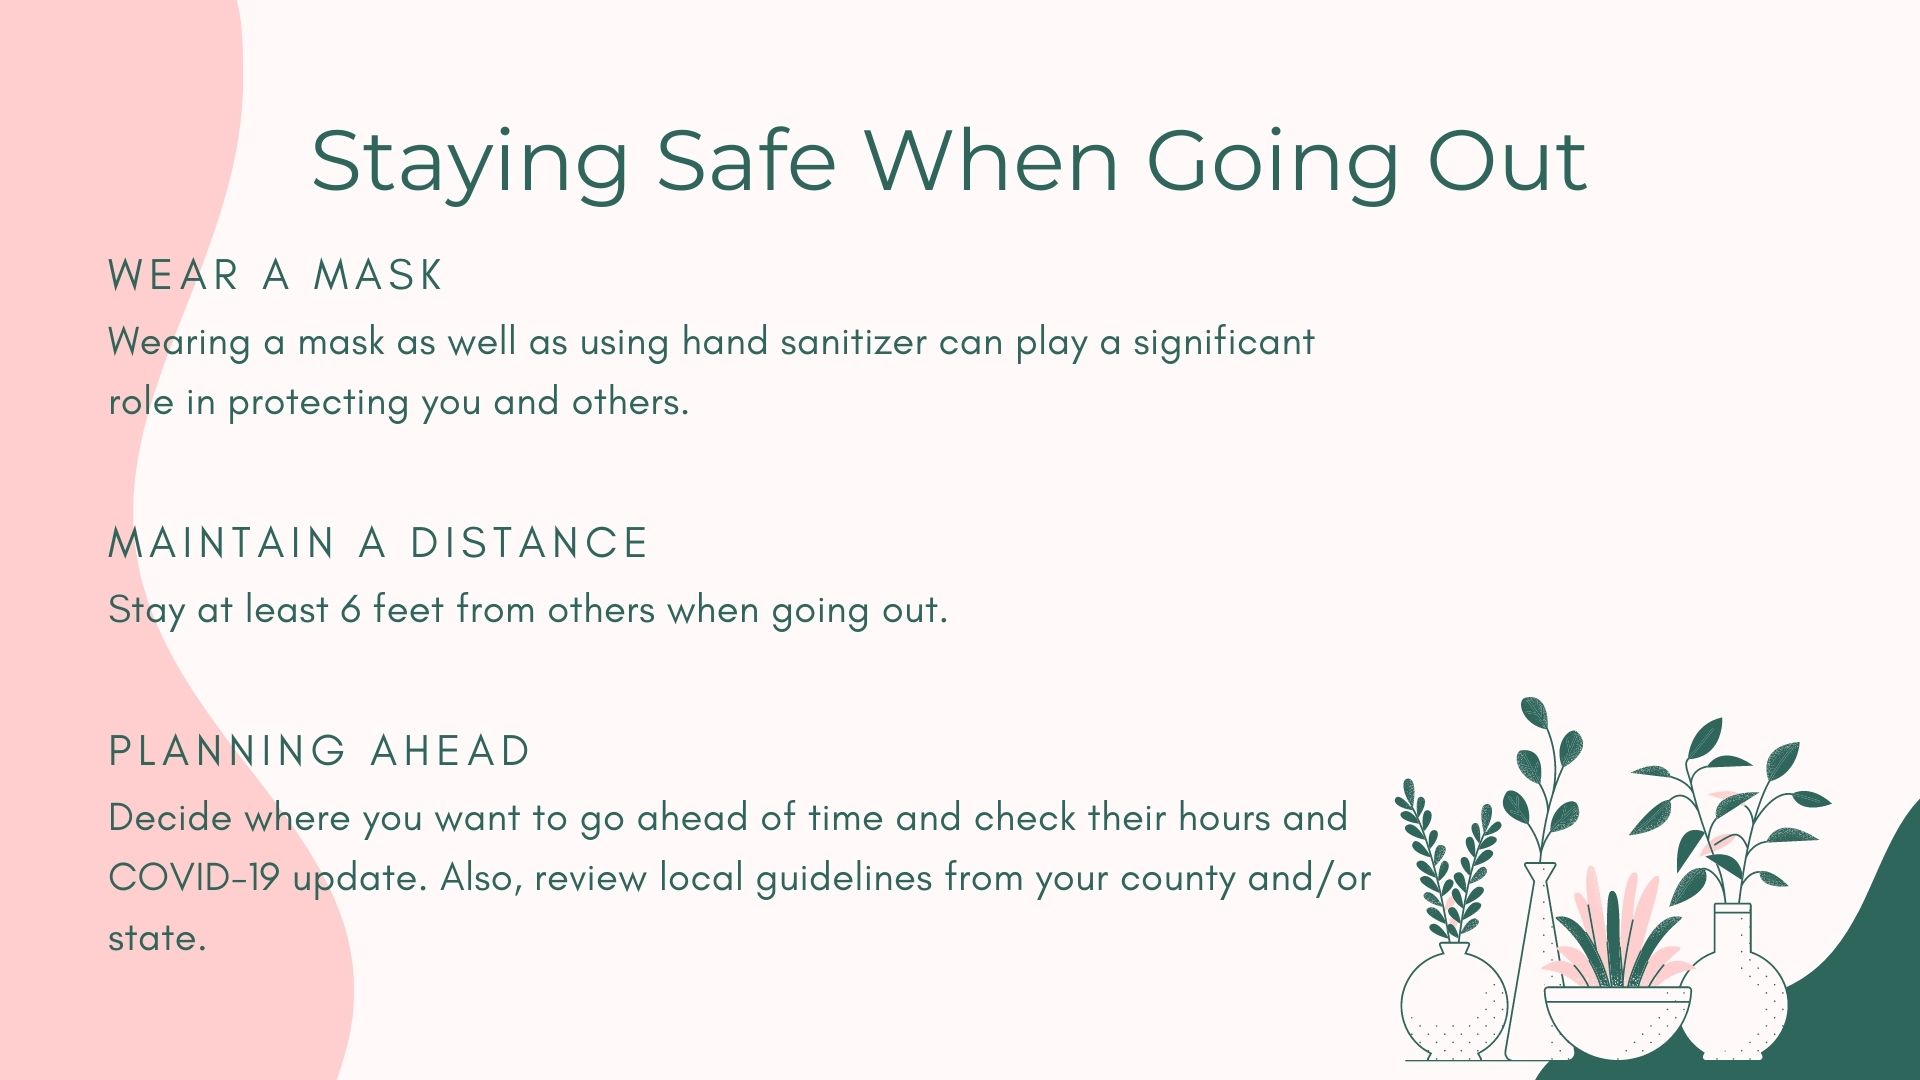 Staying Safe When Going Out
WEAR A MASK
Wearing a mask as well as using hand sanitizer can play a significant
role in protecting you and others.
MAINTAIN A DISTANCE
Stay at least 6 feet from others when going out.
PLANNING AHEAD
Decide where you want to go ahead of time and check their hours and
COVID-19 update. Also, review local guidelines from your county and/or
state.